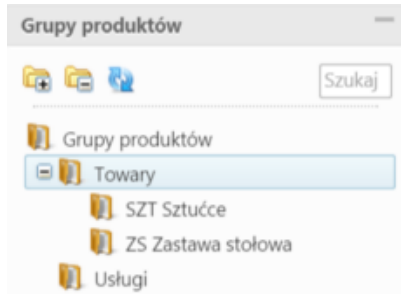 Grupy produktów
Szukaj
Grupy produktów
Towary
SZT Sztućce
ZS Zastawa stołowa
Usługi